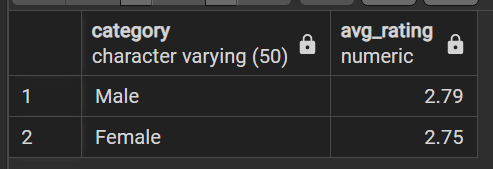 category avg_rating
character varying (50) numeric
1 Male 2.79
2 Female 2.75